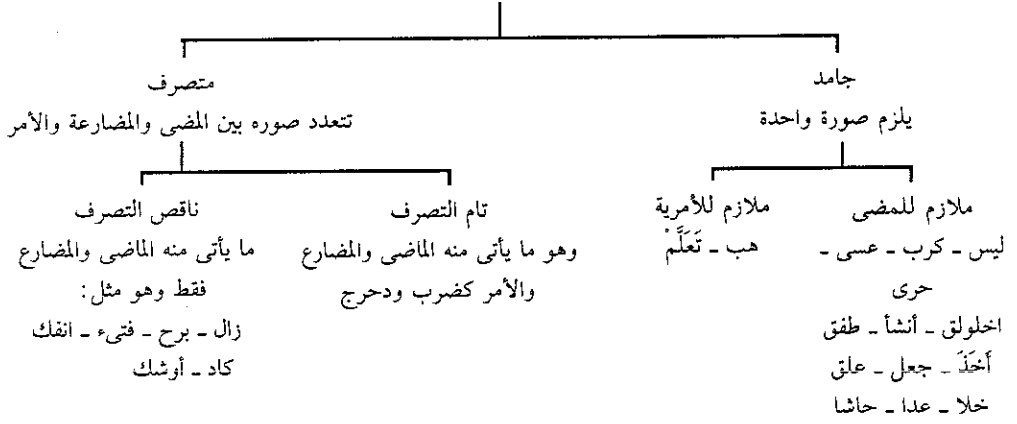 جامد
يلزم صورة واحدة
متصرف
تتعدد صوره بين المضى والمضارعة والأمر
ملازم للمضى
ليس ـ كرب ـ عسى ـ
حرى
اخلولق ـ أنشأ ـ طفق
أَخَذَ ـ جعل ـ علق
خلا ـ عدا ـ حاشا
ملازم للأمرية
هب ـ تَعَلَّمْ
تام التصرف
وهو ما يأتى منه الماضى والمضارع
والأمر كضرب ودحرج
ناقص التصرف
ما يأتى منه الماضى والمضارع
فقط وهو مثل:
زال ـ برح ـ فتىء ـ انفك
كاد ـ أوشك